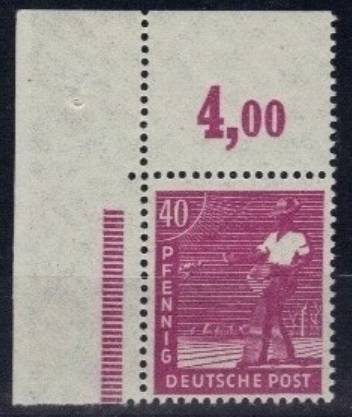 4,00
40
PFENNIG
DEUTSCHE POST